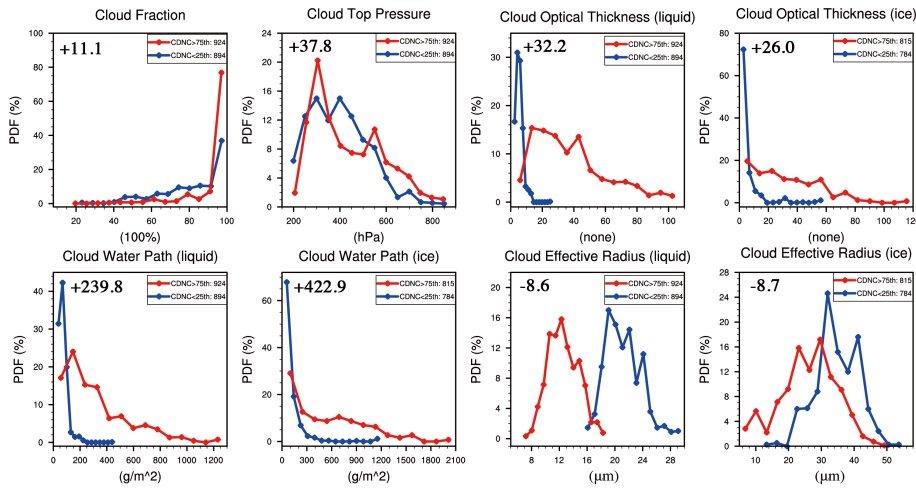 Cloud Fraction
+11.1
CDNC>75th: 924
CDNC<25th: 894
PDF (%)
100
80
60
40
20
0
20 40 60 80 100
(100%)
Cloud Top Pressure
+37.8
CDNC>75th: 924
CDNC<25th: 894
PDF (%)
24
20
16
12
8
4
0
200 400 600 800
(hPa)
Cloud Optical Thickness (liquid)
+32.2
CDNC>75th: 924
CDNC<25th: 894
PDF (%)
30
20
10
0
0 20 40 60 80 100
(none)
Cloud Optical Thickness (ice)
+26.0
CDNC>75th: 815
CDNC<25th: 784
PDF (%)
80
60
40
20
0
0 20 40 60 80 100 120
(none)
Cloud Water Path (liquid)
+239.8
CDNC>75th: 924
CDNC<25th: 894
PDF (%)
40
30
20
10
0
0 200 400 600 800 1000 1200
(g/m^2)
Cloud Water Path (ice)
+422.9
CDNC>75th: 815
CDNC<25th: 784
PDF (%)
60
40
20
0
0 300 600 900 1200 1500 1800 2100
(g/m^2)
Cloud Effective Radius (liquid)
-8.6
CDNC>75th: 924
CDNC<25th: 894
PDF (%)
20
16
12
8
4
0
8 12 16 20 24 28
(μm)
Cloud Effective Radius (ice)
-8.7
CDNC>75th: 815
CDNC<25th: 784
PDF (%)
28
24
20
16
12
8
4
0
10 20 30 40 50
(μm)